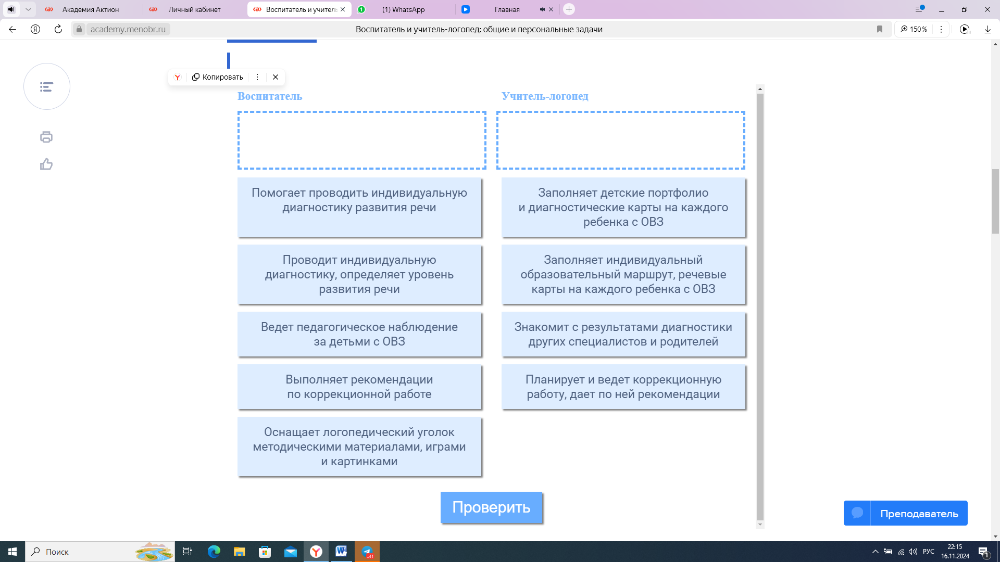 Академия Актион
Личный кабинет
Воспитатель и учитель
(1) WhatsApp
Главная
academy.menobr.ru
Воспитатель и учитель-логопед: общие и персональные задачи
150 %
Копировать
Воспитатель
Учитель-логопед
Помогает проводить индивидуальную
диагностику развития речи
Заполняет детские портфолио
и диагностические карты на каждого
ребенка с ОВЗ
Проводит индивидуальную
диагностику, определяет уровень
развития речи
Заполняет индивидуальный
образовательный маршрут, речевые
карты на каждого ребенка с ОВЗ
Ведет педагогическое наблюдение
за детьми с ОВЗ
Знакомит с результатами диагностики
других специалистов и родителей
Выполняет рекомендации
по коррекционной работе
Планирует и ведет коррекционную
работу, дает по ней рекомендации
Оснащает логопедический уголок
методическими материалами, играми
и картинками
Проверить
Преподаватель
Поиск
41
РУС
22:15
16.11.2024
1